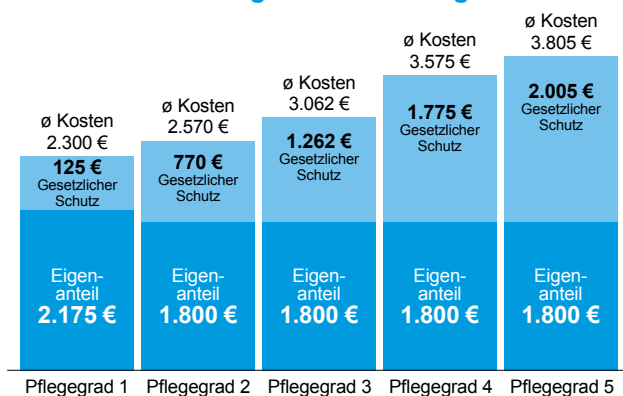 ø Kosten
2.300 €
125 €
Gesetzlicher
Schutz
Eigen-
anteil
2.175 €
Pflegegrad 1
ø Kosten
2.570 €
770 €
Gesetzlicher
Schutz
Eigen-
anteil
1.800 €
Pflegegrad 2
ø Kosten
3.062 €
1.262 €
Gesetzlicher
Schutz
Eigen-
anteil
1.800 €
Pflegegrad 3
ø Kosten
3.575 €
1.775 €
Gesetzlicher
Schutz
Eigen-
anteil
1.800 €
Pflegegrad 4
ø Kosten
3.805 €
2.005 €
Gesetzlicher
Schutz
Eigen-
anteil
1.800 €
Pflegegrad 5